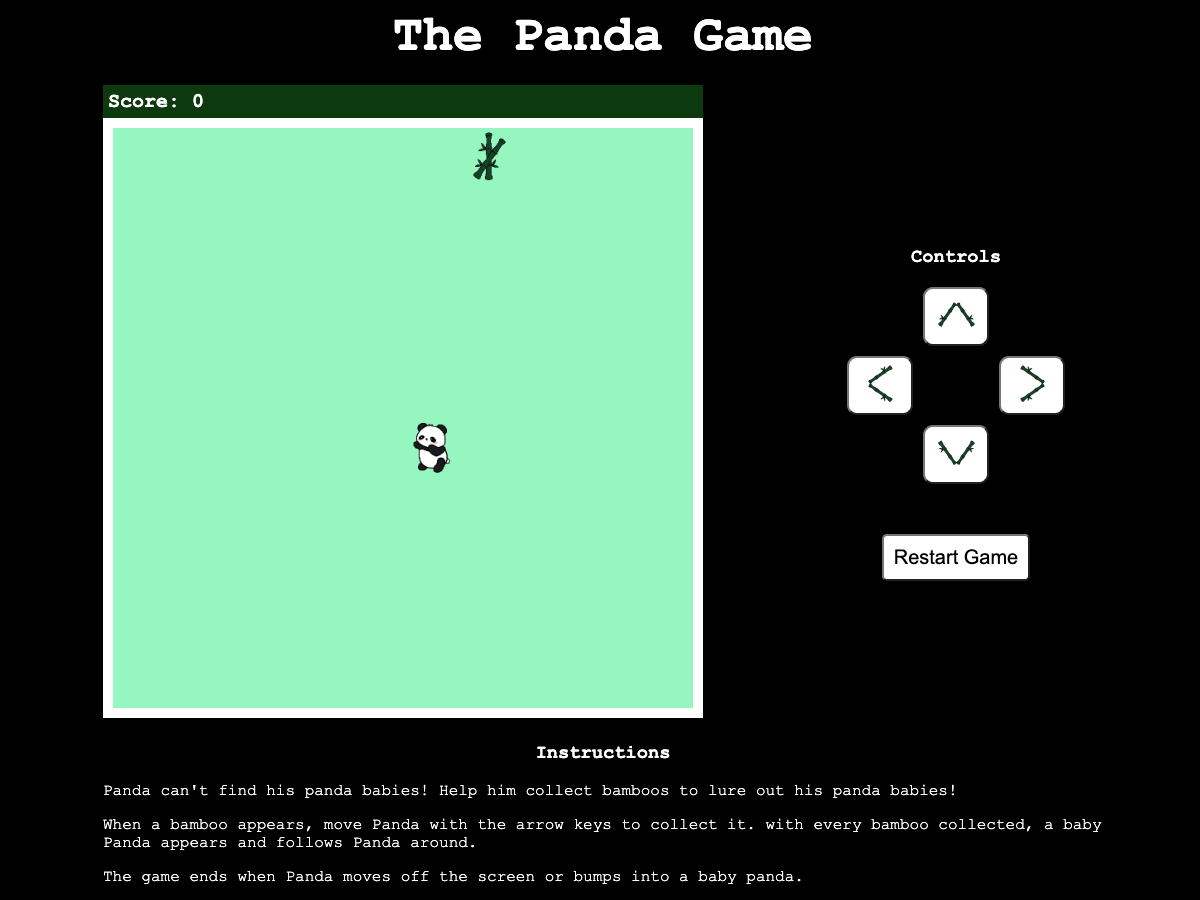 The Panda Game
Score: 0
Controls
Restart Game
Instructions
Panda can't find his panda babies! Help him collect bamboos to lure out his panda babies!
When a bamboo appears, move Panda with the arrow keys to collect it. with every bamboo collected, a baby
Panda appears and follows Panda around.
The game ends when Panda moves off the screen or bumps into a baby panda.